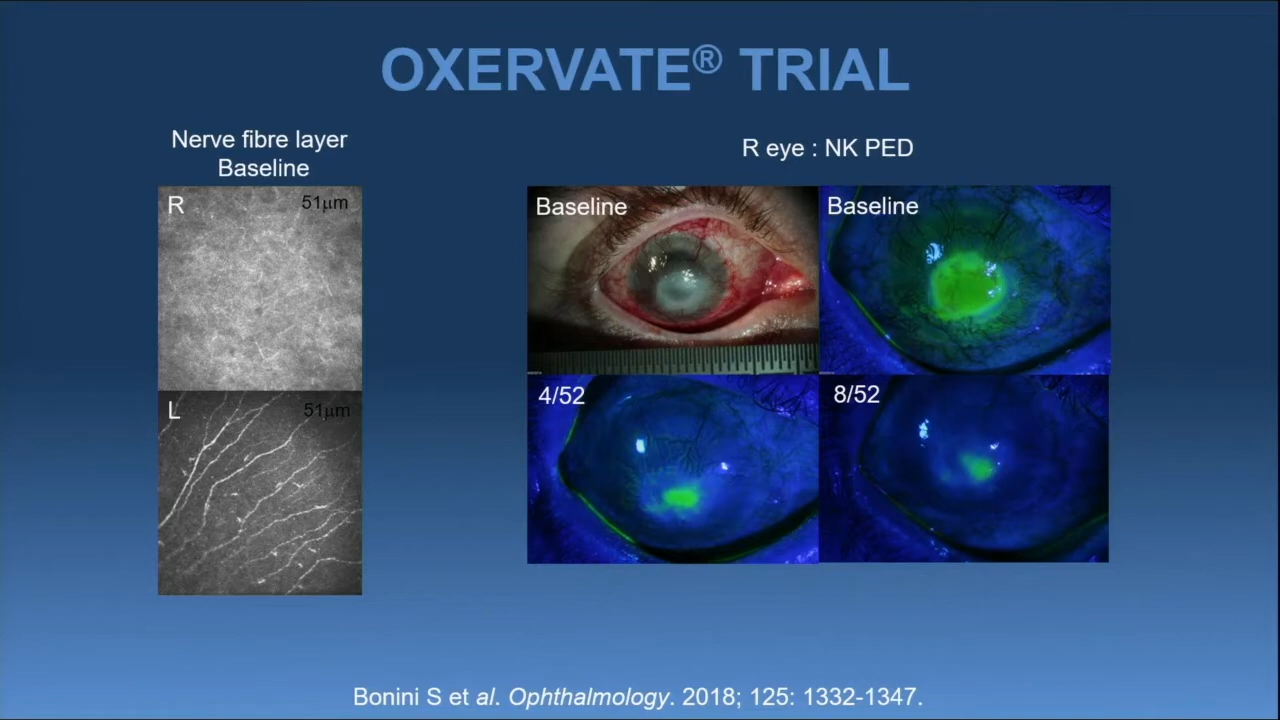 OXERVATE® TRIAL
Nerve fibre layer
Baseline
R eye : NK PED
R
51µm
L
51µm
Baseline
Baseline
4/52
8/52
Bonini S et al. Ophthalmology. 2018; 125: 1332-1347.